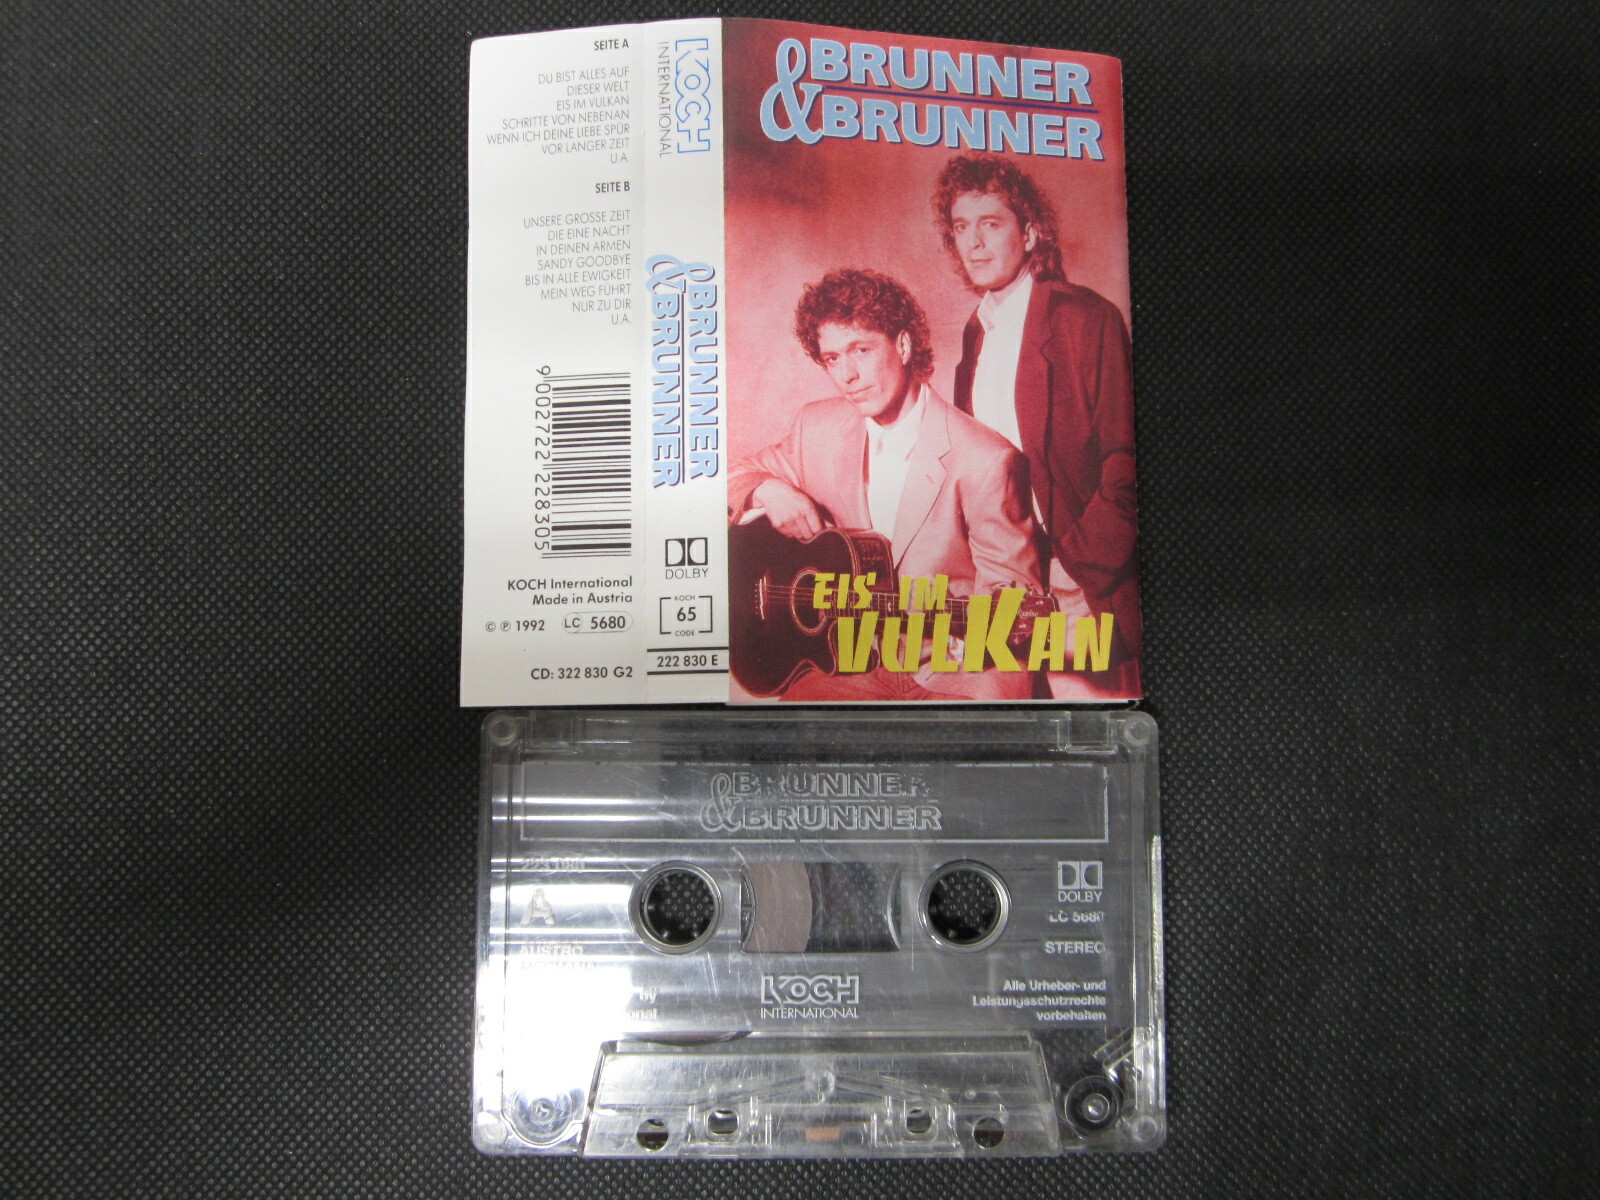 SEITE A
DU BIST ALLES AUF
DIESER WELT
EIS IM VULKAN
SCHRITTE VON NEBENAN
WENN ICH DEINE LIEBE SPÜR
VOR LANGER ZEIT
U.A.
SEITE B
UNSERE GROSSE ZEIT
DIE EINE NACHT
IN DEINEN ARMEN
SANDY GOODBYE
BIS IN ALLE EWIGKEIT
MEIN WEG FÜHRT
NUR ZU DIR
U.A.
9 002722 228305
KOCH International
Made in Austria
© ℗ 1992 LC 5680
CD: 322 830 G2
KOCH
INTERNATIONAL
BRUNNER
&BRUNNER
DOLBY
KOCH
65
CODE
222 830 E
BRUNNER
&BRUNNER
EIS IM
VULKAN
BRUNNER
&BRUNNER
A
AUSTRO
DOLBY
LC 5680
STEREO
KOCH
INTERNATIONAL
Alle Urheber- und
Leistungsschutzrechte
vorbehalten